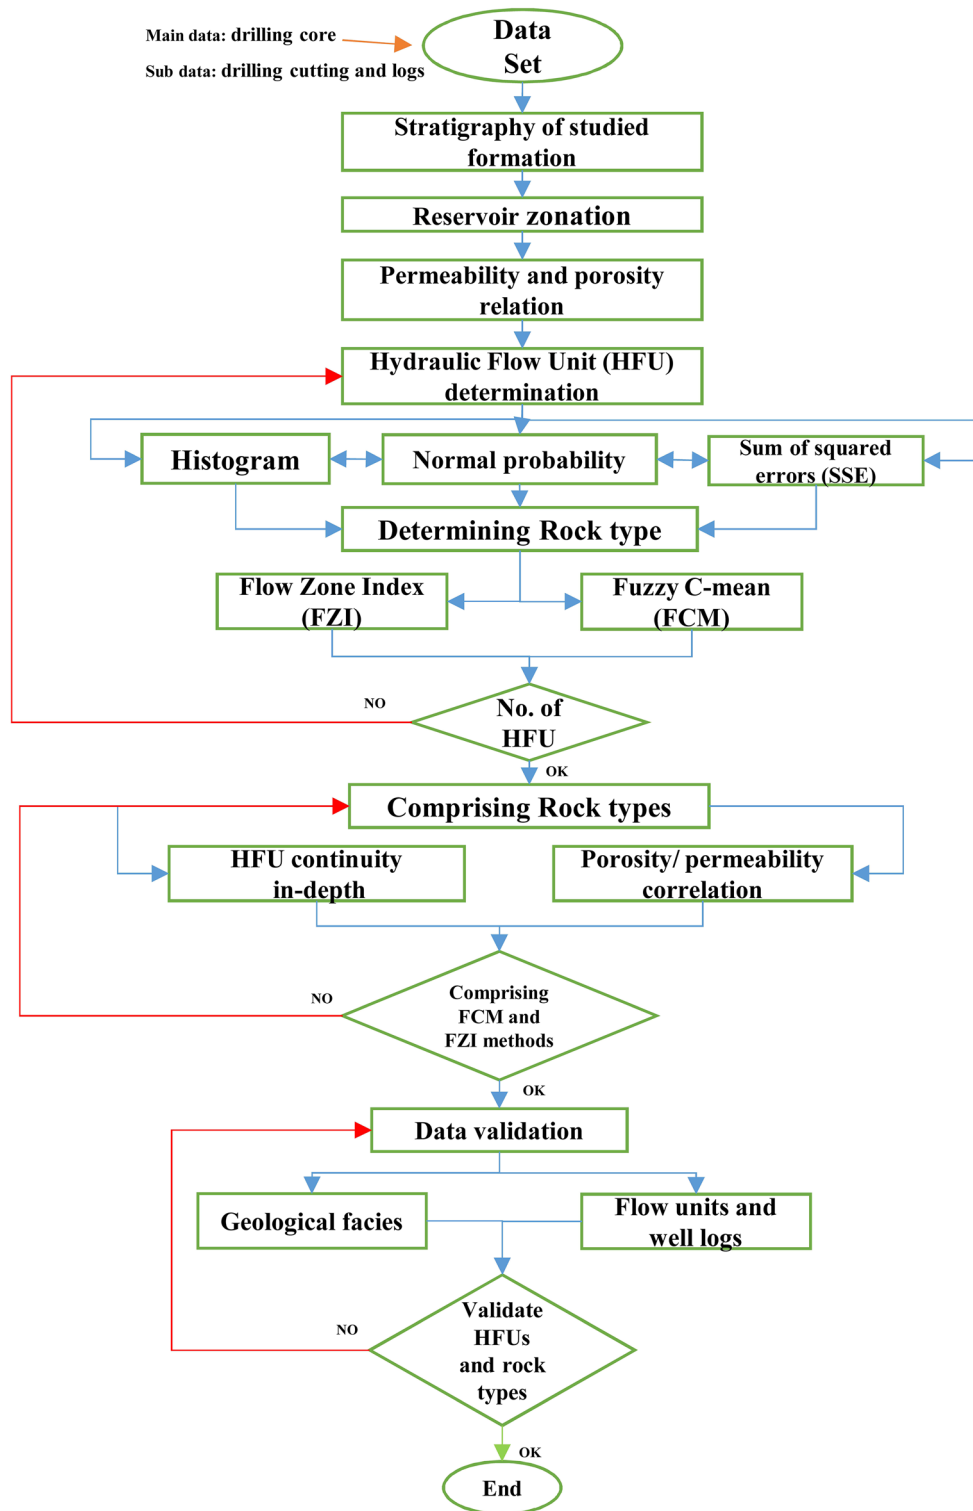 Main data: drilling core
Sub data: drilling cutting and logs
Data
Set
Stratigraphy of studied
formation
Reservoir zonation
Permeability and porosity
relation
Hydraulic Flow Unit (HFU)
determination
Histogram
Normal probability
Sum of squared
errors (SSE)
Determining Rock type
Flow Zone Index
(FZI)
Fuzzy C-mean
(FCM)
NO
No. of
HFU
OK
Comprising Rock types
HFU continuity
in-depth
Porosity/ permeability
correlation
NO
Comprising
FCM and
FZI methods
OK
Data validation
Geological facies
Flow units and
well logs
NO
Validate
HFUs
and rock
types
OK
End